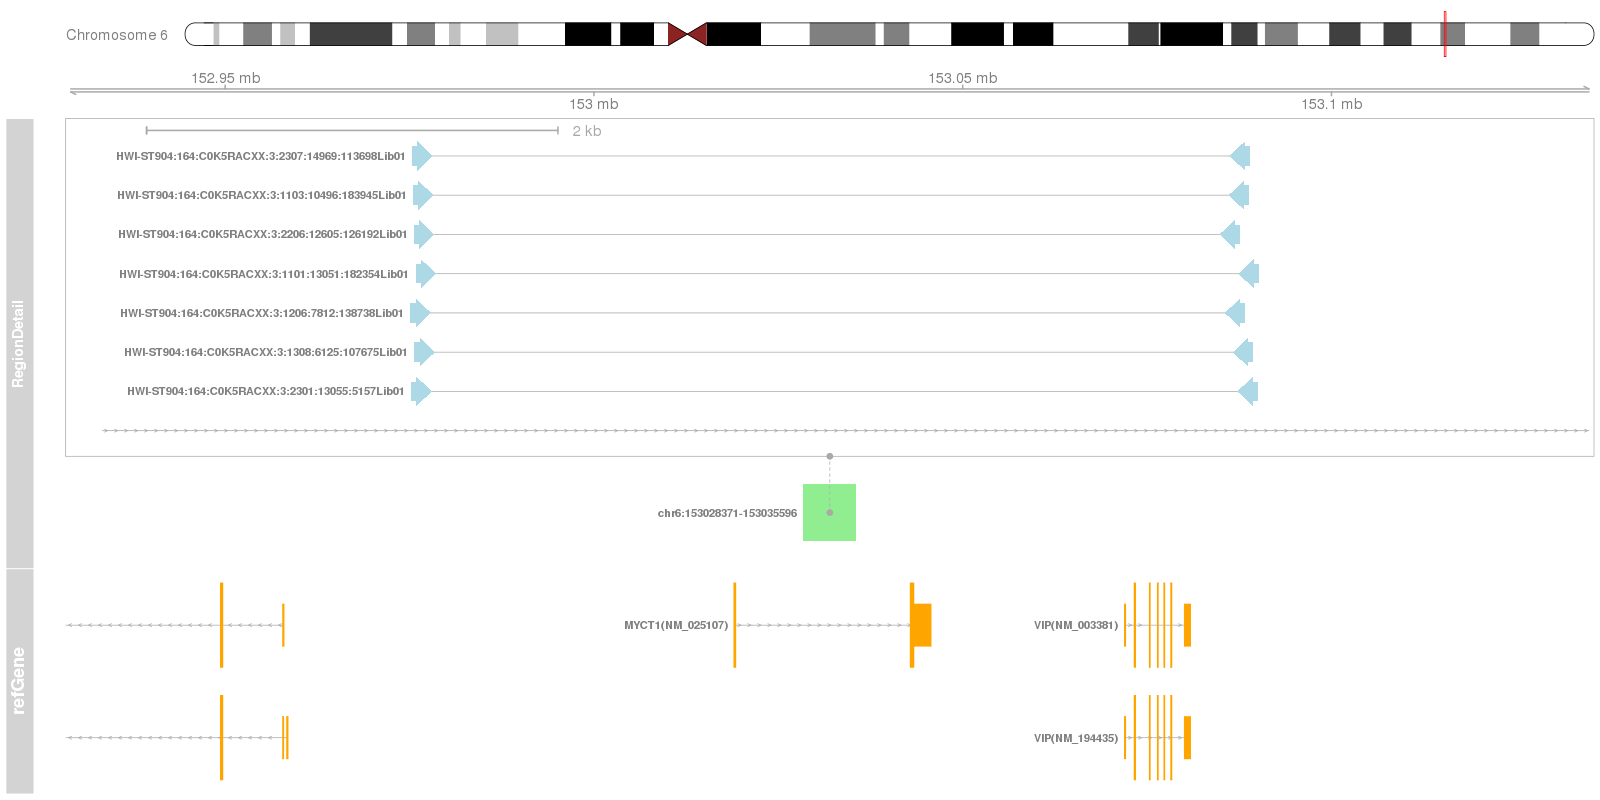 Chromosome 6
152.95 mb
153.05 mb
153 mb
153.1 mb
2 kb
HWI-ST904:164:C0K5RACXX:3:2307:14969:113698Lib01
HWI-ST904:164:C0K5RACXX:3:1103:10496:183945Lib01
HWI-ST904:164:C0K5RACXX:3:2206:12605:126192Lib01
HWI-ST904:164:C0K5RACXX:3:1101:13051:182354Lib01
HWI-ST904:164:C0K5RACXX:3:1206:7812:138738Lib01
HWI-ST904:164:C0K5RACXX:3:1308:6125:107675Lib01
HWI-ST904:164:C0K5RACXX:3:2301:13055:5157Lib01
RegionDetail
chr6:153028371-153035596
MYCT1(NM_025107)
VIP(NM_003381)
refGene
VIP(NM_194435)